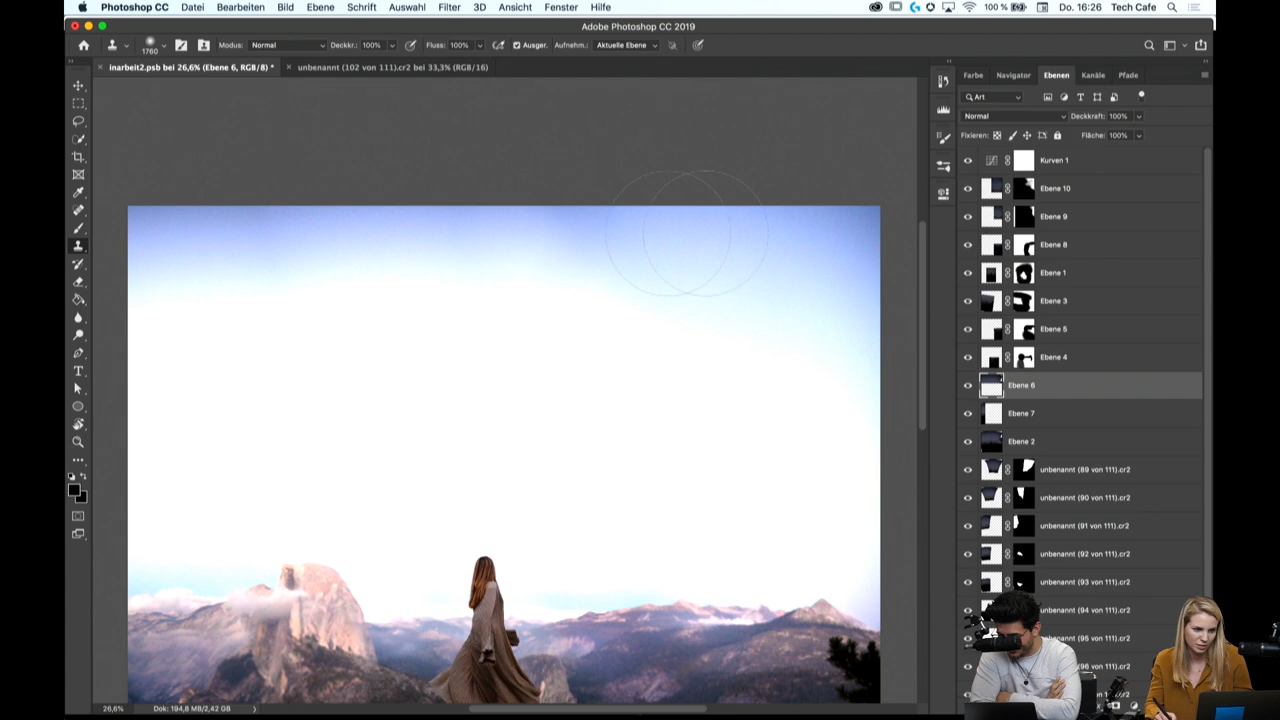 Photoshop CC Datei Bearbeiten Bild Ebene Schrift Auswahl Filter 3D Ansicht Fenster Hilfe 100 % Do. 16:26 Tech Cafe
Adobe Photoshop CC 2019
1760 Modus: Normal Deckkr.: 100% Fluss: 100% Ausger. Aufnehm.: Aktuelle Ebene
× inarbeit2.psb bei 26,6% (Ebene 6, RGB/8) * × unbenannt (102 von 111).cr2 bei 33,3% (RGB/16)
Farbe Navigator Ebenen Kanäle Pfade
Art
Normal Deckkraft: 100%
Fixieren: Fläche: 100%
Kurven 1
Ebene 10
Ebene 9
Ebene 8
Ebene 1
Ebene 3
Ebene 5
Ebene 4
Ebene 6
Ebene 7
Ebene 2
unbenannt (89 von 111).cr2
unbenannt (90 von 111).cr2
unbenannt (91 von 111).cr2
unbenannt (92 von 111).cr2
unbenannt (93 von 111).cr2
unbenannt (94 von 111).cr2
(95 von 111).cr2
(96 von 111).cr2
111).cr2
26,6% Dok: 194,8 MB/2,42 GB